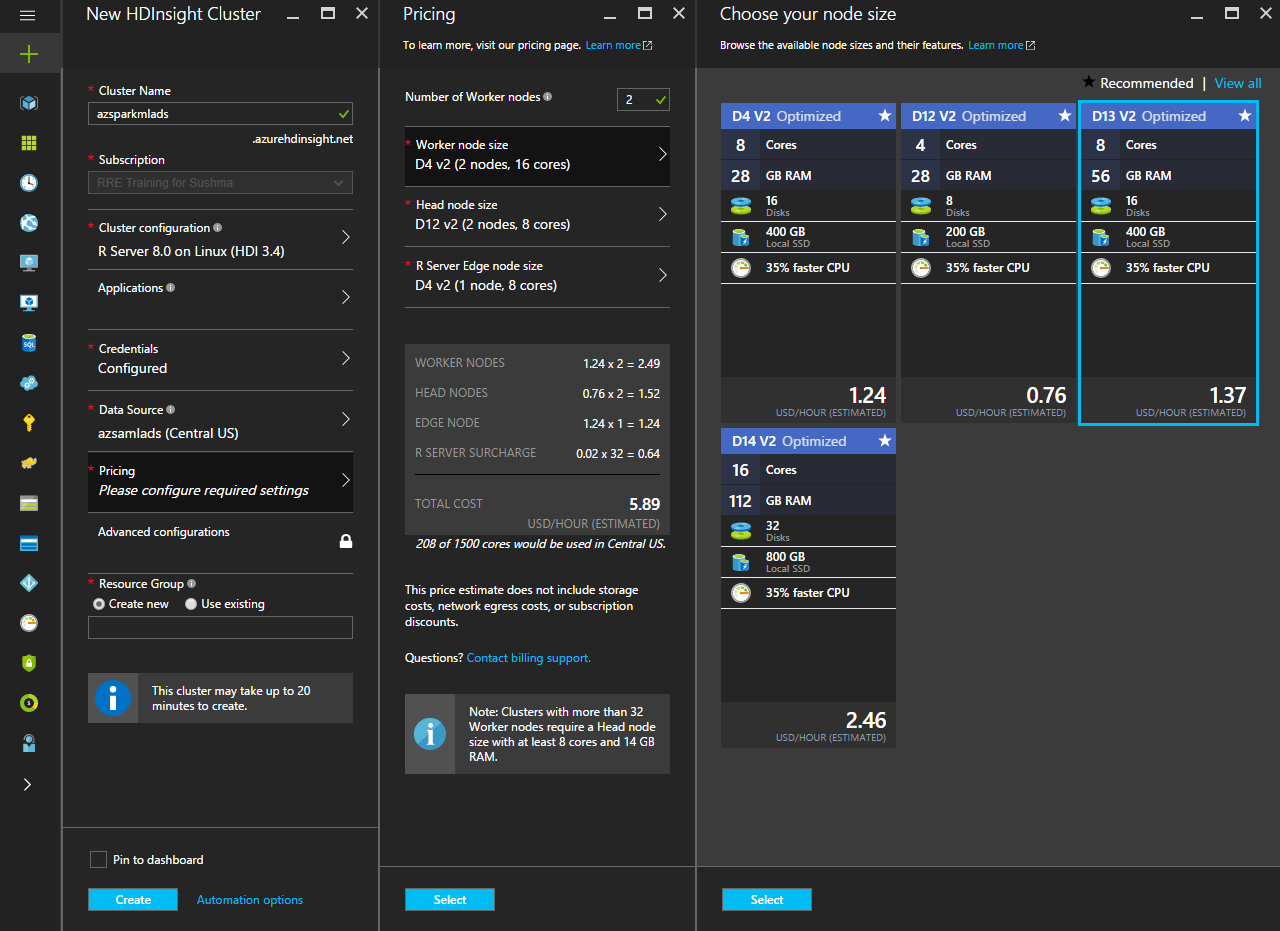 New HDInsight Cluster
* Cluster Name
azsparkmlads
.azurehdinsight.net
* Subscription
RRE Training for Sushma
* Cluster configuration
R Server 8.0 on Linux (HDI 3.4)
Applications
* Credentials
Configured
* Data Source
azsamlads (Central US)
* Pricing
Please configure required settings
Advanced configurations
* Resource Group
Create new Use existing
This cluster may take up to 20
minutes to create.
Pin to dashboard
Create Automation options
Pricing
To learn more, visit our pricing page. Learn more
Number of Worker nodes 2
* Worker node size
D4 v2 (2 nodes, 16 cores)
* Head node size
D12 v2 (2 nodes, 8 cores)
* R Server Edge node size
D4 v2 (1 node, 8 cores)
WORKER NODES 1.24 x 2 = 2.49
HEAD NODES 0.76 x 2 = 1.52
EDGE NODE 1.24 x 1 = 1.24
R SERVER SURCHARGE 0.02 x 32 = 0.64
TOTAL COST 5.89
USD/HOUR (ESTIMATED)
208 of 1500 cores would be used in Central US.
This price estimate does not include storage
costs, network egress costs, or subscription
discounts.
Questions? Contact billing support.
Note: Clusters with more than 32
Worker nodes require a Head node
size with at least 8 cores and 14 GB
RAM.
Select
Choose your node size
Browse the available node sizes and their features. Learn more
Recommended | View all
D4 V2 Optimized
8 Cores
28 GB RAM
16
Disks
400 GB
Local SSD
35% faster CPU
1.24
USD/HOUR (ESTIMATED)
D12 V2 Optimized
4 Cores
28 GB RAM
8
Disks
200 GB
Local SSD
35% faster CPU
0.76
USD/HOUR (ESTIMATED)
D13 V2 Optimized
8 Cores
56 GB RAM
16
Disks
400 GB
Local SSD
35% faster CPU
1.37
USD/HOUR (ESTIMATED)
D14 V2 Optimized
16 Cores
112 GB RAM
32
Disks
800 GB
Local SSD
35% faster CPU
2.46
USD/HOUR (ESTIMATED)
Select